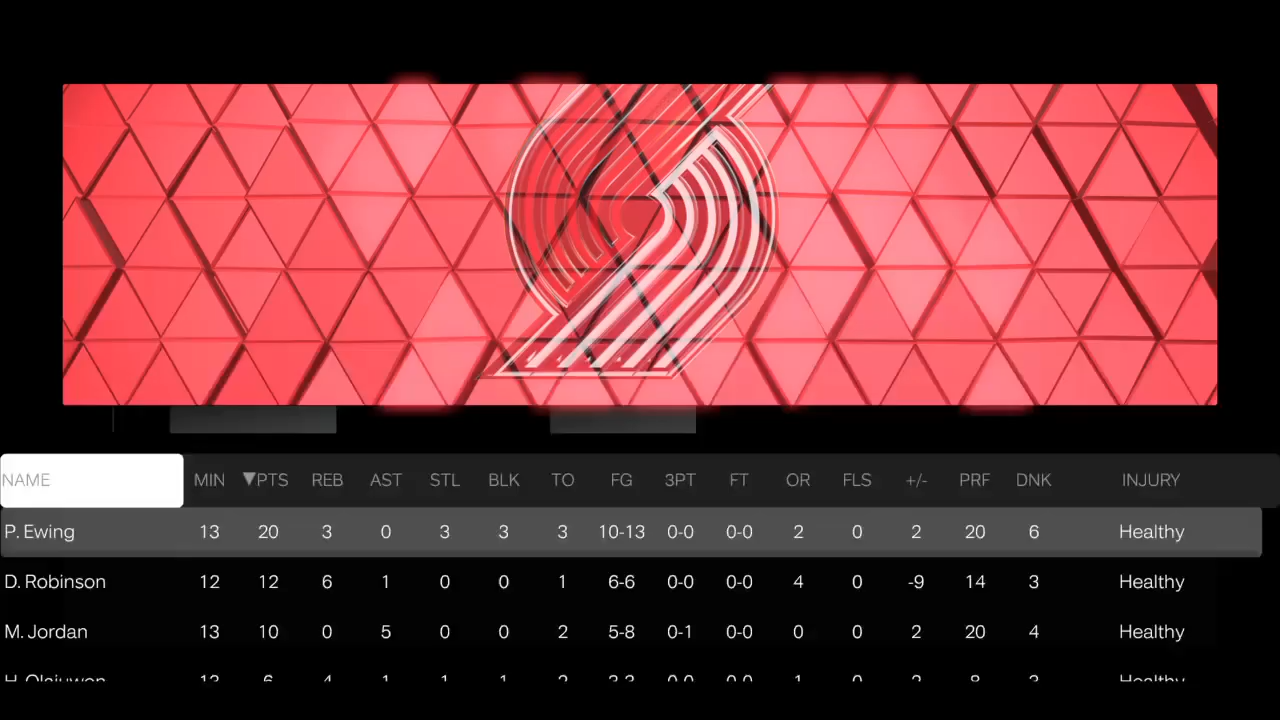 NAME MIN ▼PTS REB AST STL BLK TO FG 3PT FT OR FLS +/- PRF DNK INJURY
P. Ewing 13 20 3 0 3 3 3 10-13 0-0 0-0 2 0 2 20 6 Healthy
D. Robinson 12 12 6 1 0 0 1 6-6 0-0 0-0 4 0 -9 14 3 Healthy
M. Jordan 13 10 0 5 0 0 2 5-8 0-1 0-0 0 0 2 20 4 Healthy
H. Olajuwon